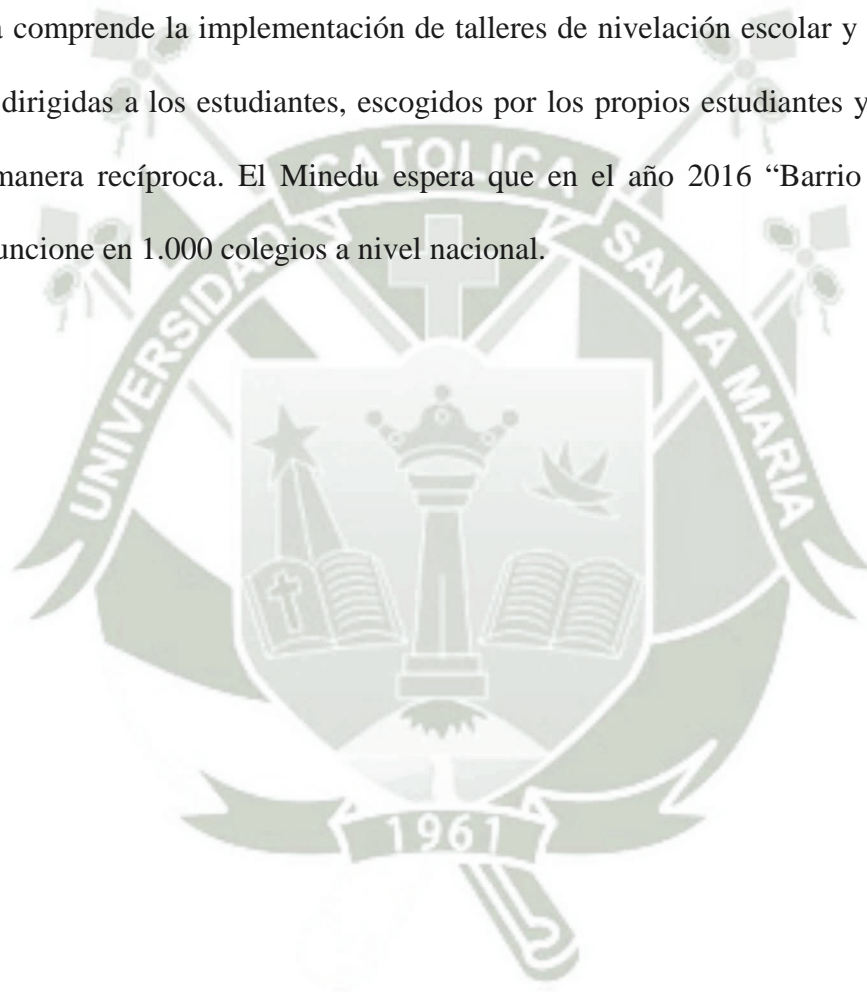 comprende la implementación de talleres de nivelación escolar y
dirigidas a los estudiantes, escogidos por los propios estudiantes y
manera recíproca. El Minedu espera que en el año 2016 “Barrio
uncione en 1.000 colegios a nivel nacional.
UNIVERSIDAD CATOLICA SANTA MARIA
1961